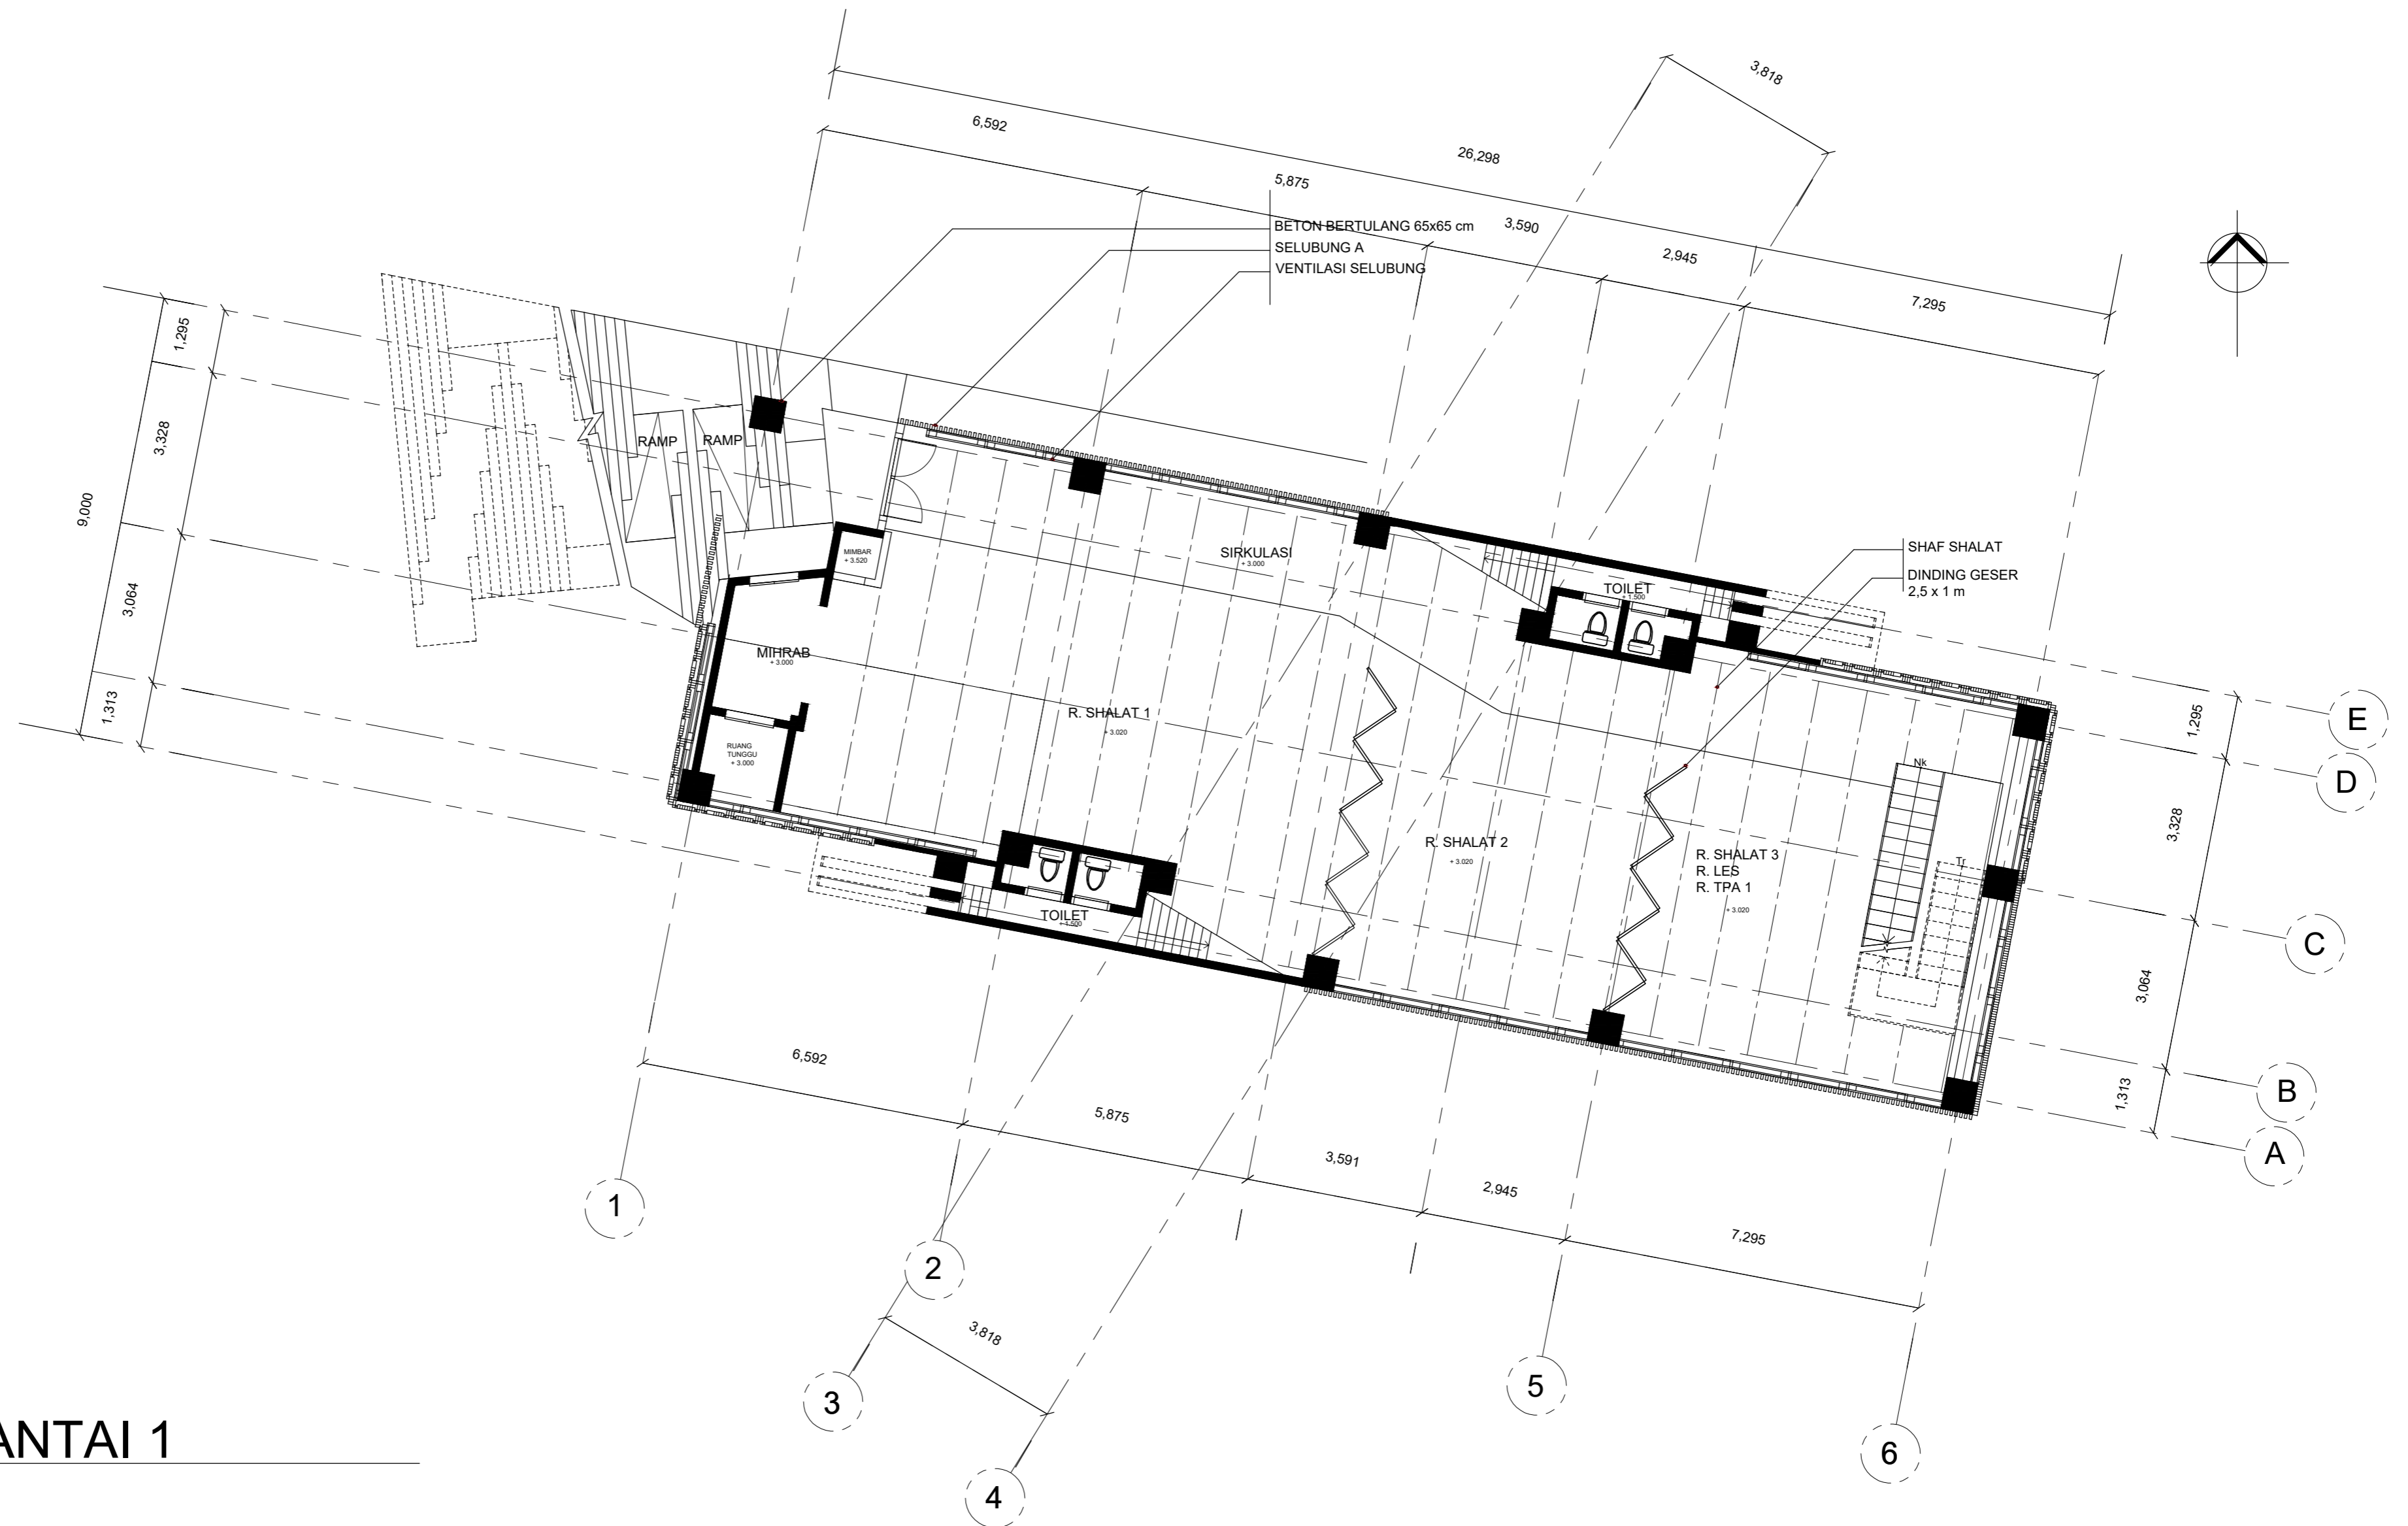 3,818
6,592
26,298
5,875
3,590
2,945
7,295
BETON BERTULANG 65x65 cm
SELUBUNG A
VENTILASI SELUBUNG
1,295
3,328
9,000
3,064
1,313
RAMP
RAMP
MIMBAR
+ 3.520
SIRKULASI
+ 3.000
TOILET
+ 1.500
SHAF SHALAT
DINDING GESER
2,5 x 1 m
MIHRAB
+ 3.000
R. SHALAT 1
+ 3.020
RUANG
TUNGGU
+ 3.000
R. SHALAT 2
+ 3.020
R. SHALAT 3
R. LES
R. TPA 1
+ 3.020
Nk
Tr
TOILET
+ 1.500
1,295
3,328
3,064
1,313
E
D
C
B
A
6,592
5,875
3,591
2,945
7,295
3,818
1
2
3
4
5
6
ANTAI 1